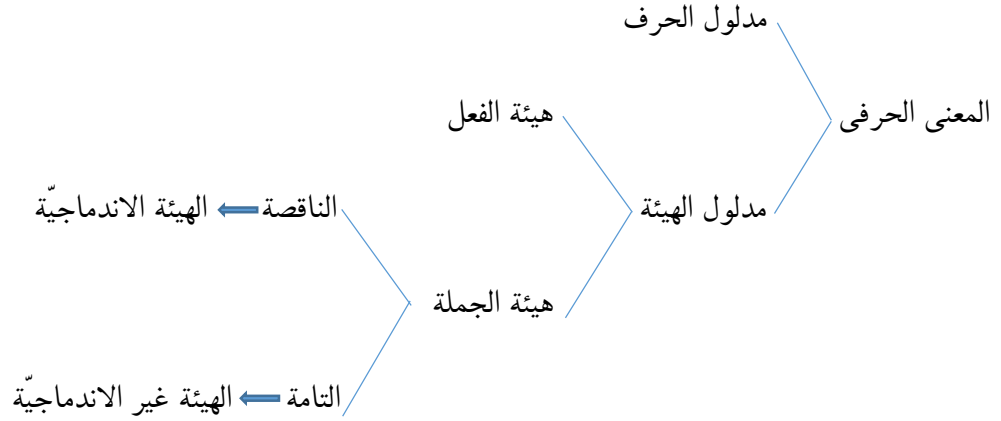 مدلول الحرف
المعنى الحرفى
هيئة الفعل
مدلول الهيئة
الناقصة
الهيئة الاندماجيّة
هيئة الجملة
التامة
الهيئة غير الاندماجيّة